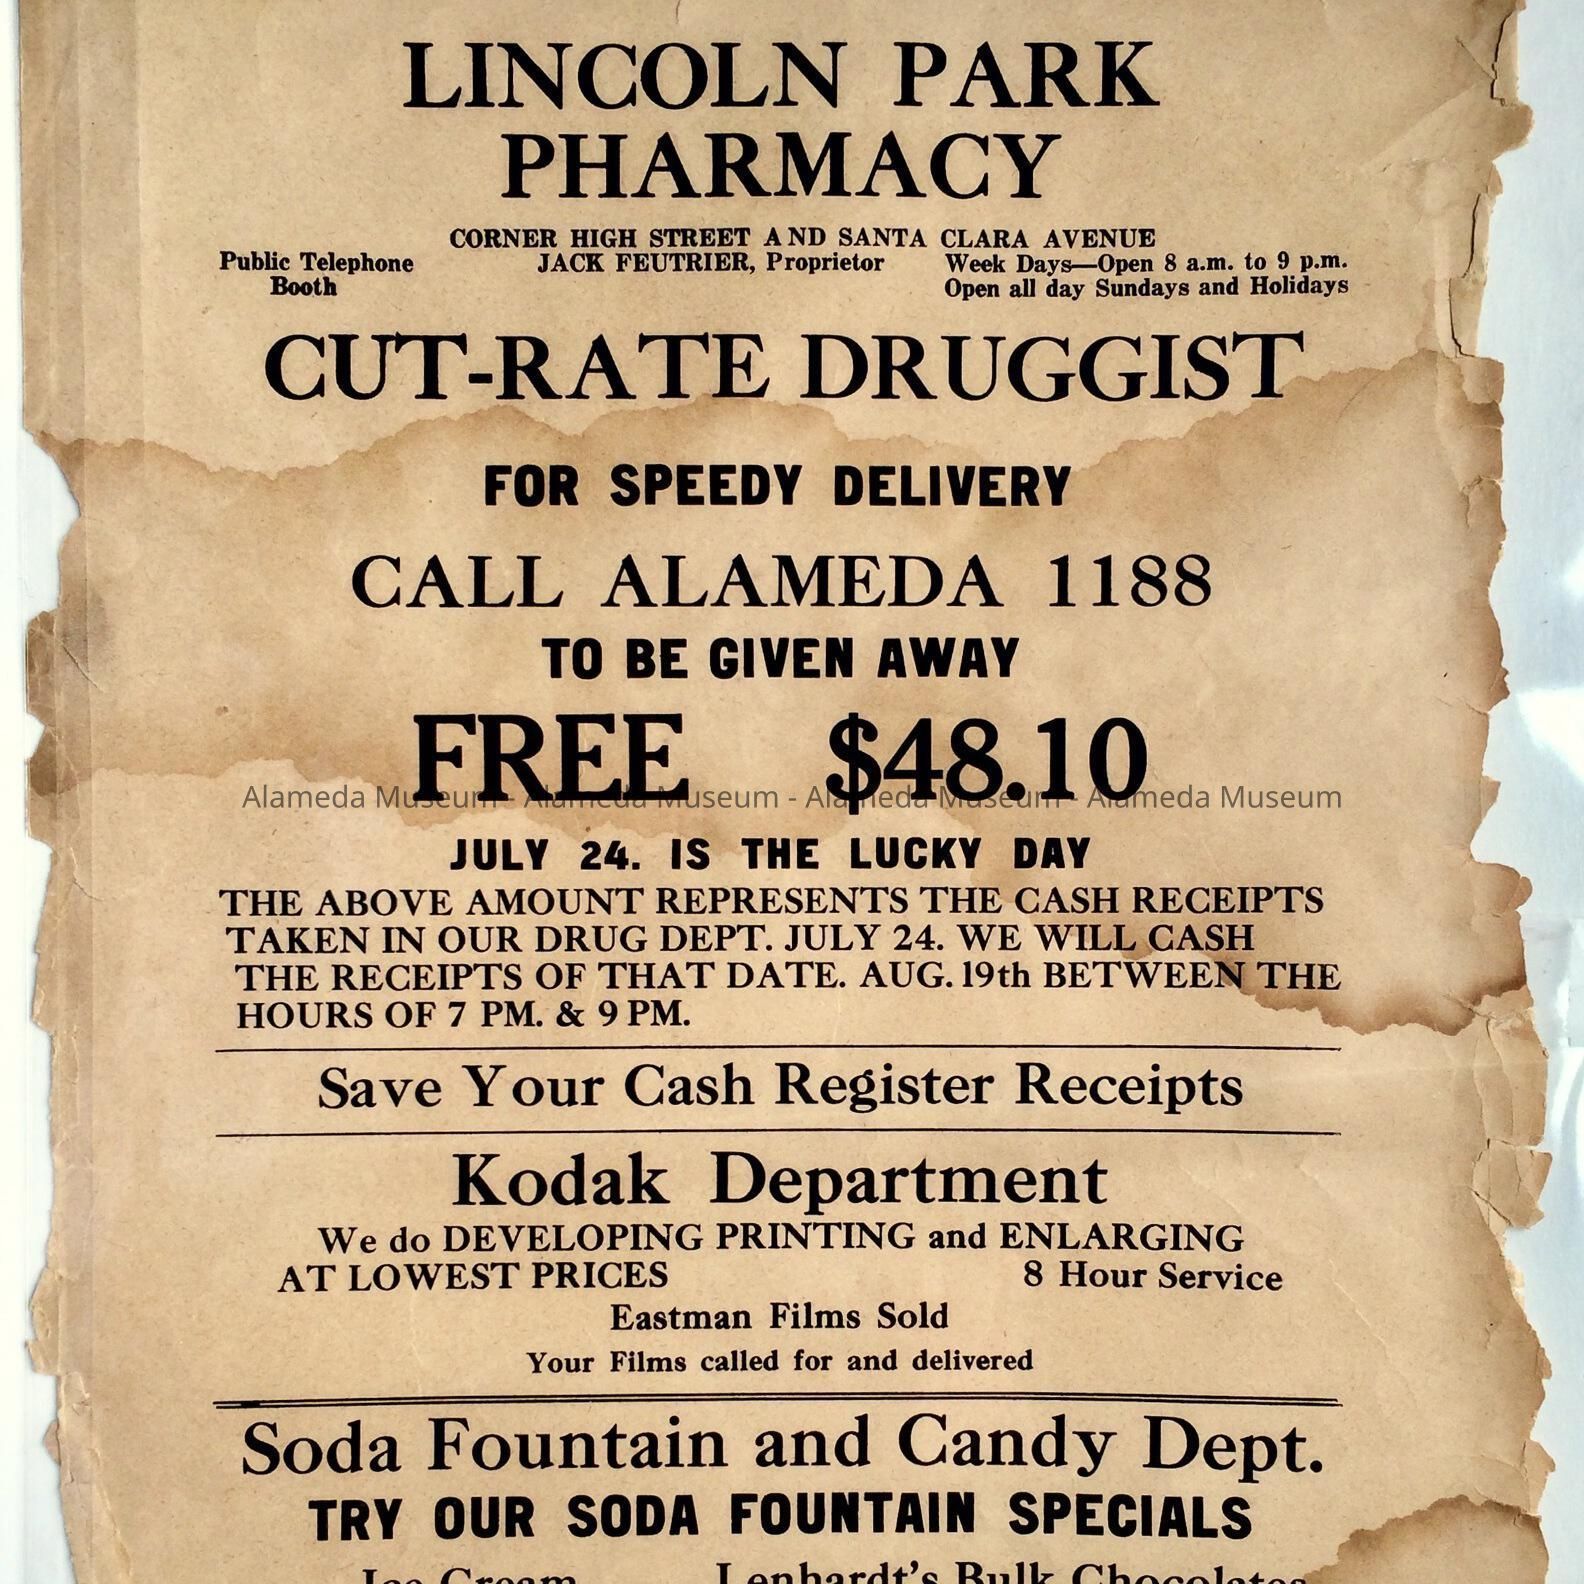 LINCOLN PARK
PHARMACY
CORNER HIGH STREET AND SANTA CLARA AVENUE
Public Telephone Booth
JACK FEUTRIER, Proprietor
Week Days—Open 8 a.m. to 9 p.m.
Open all day Sundays and Holidays
CUT-RATE DRUGGIST
FOR SPEEDY DELIVERY
CALL ALAMEDA 1188
TO BE GIVEN AWAY
FREE $48.10
Alameda Museum - Alameda Museum - Alameda Museum - Alameda Museum
JULY 24. IS THE LUCKY DAY
THE ABOVE AMOUNT REPRESENTS THE CASH RECEIPTS
TAKEN IN OUR DRUG DEPT. JULY 24. WE WILL CASH
THE RECEIPTS OF THAT DATE. AUG. 19th BETWEEN THE
HOURS OF 7 PM. & 9 PM.
Save Your Cash Register Receipts
Kodak Department
We do DEVELOPING PRINTING and ENLARGING
AT LOWEST PRICES 8 Hour Service
Eastman Films Sold
Your Films called for and delivered
Soda Fountain and Candy Dept.
TRY OUR SODA FOUNTAIN SPECIALS
Ice Cream Lenhardt's Bulk Chocolates